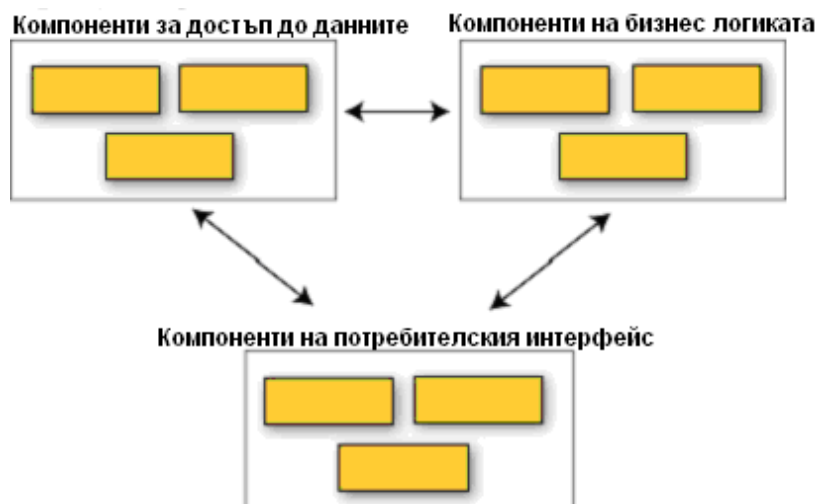 Компоненти за достъп до данните
Компоненти на бизнес логиката
Компоненти на потребителския интерфейс